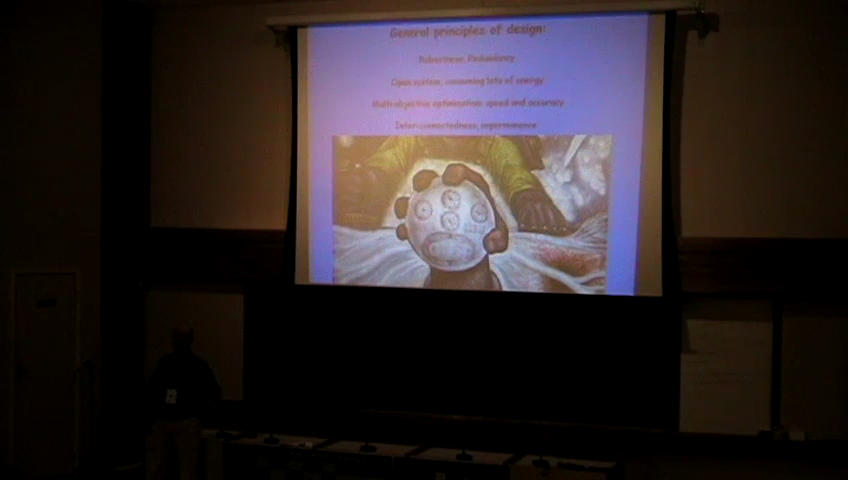 General principles of design:
Robustness, Redundancy
Open system, consuming lots of energy
Multi-objective optimization: speed and accuracy
Inter-connectedness, impermanence